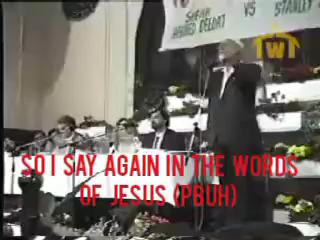 AHMED DEEDAT VS STANLEY
W
SO I SAY AGAIN IN THE WORDS
OF JESUS (PBUH)